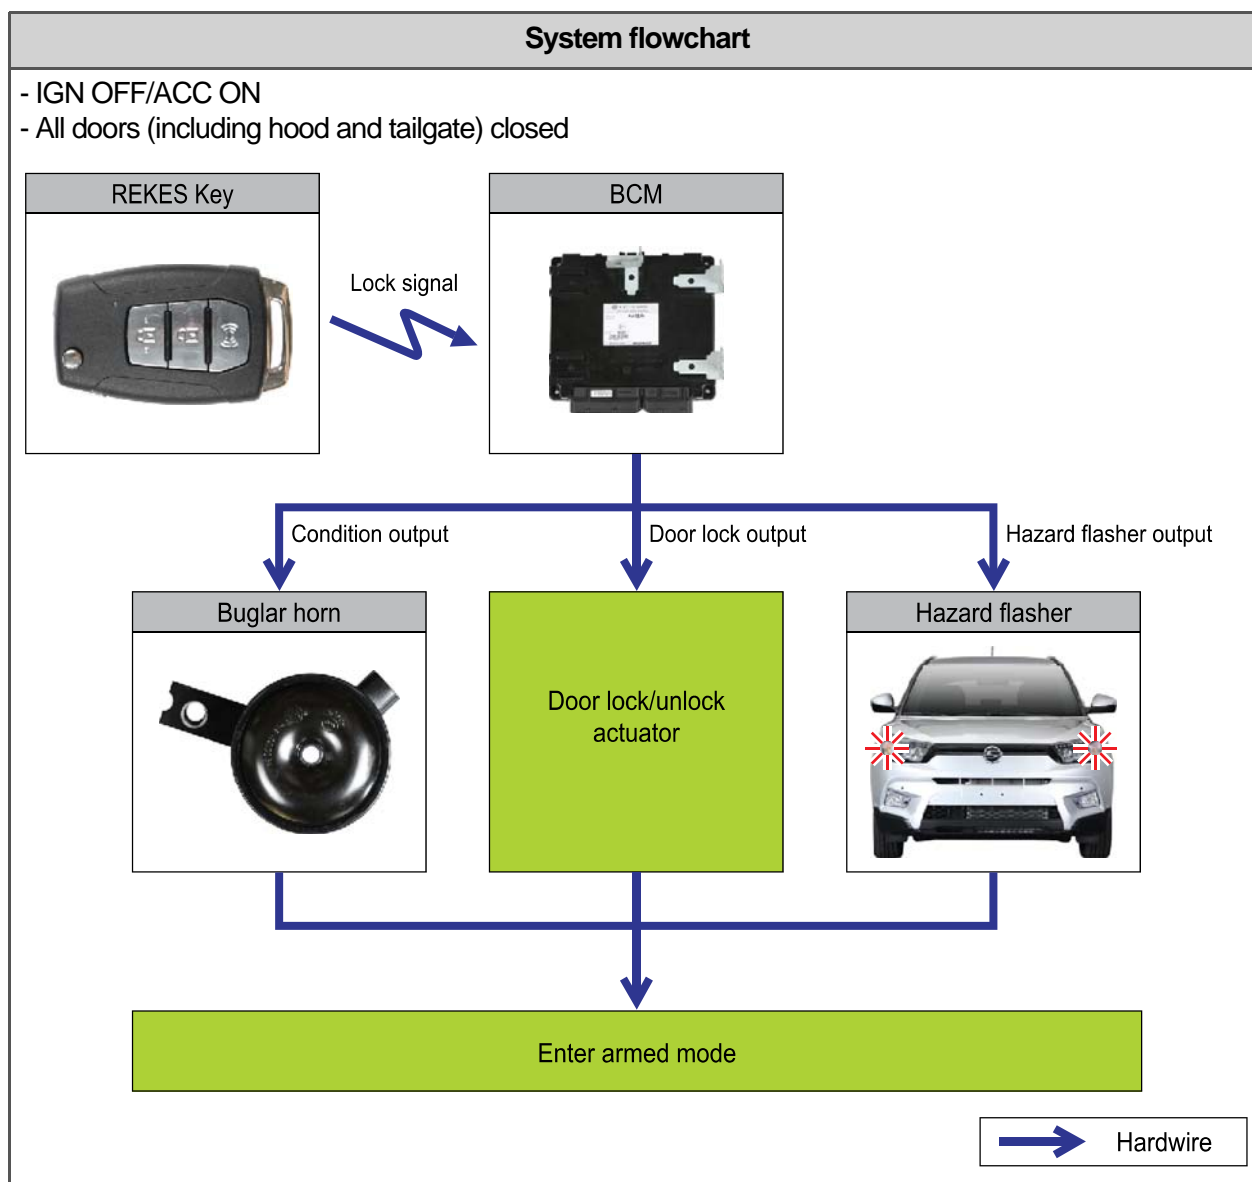 System flowchart
- IGN OFF/ACC ON
- All doors (including hood and tailgate) closed
REKES Key
BCM
Lock signal
Condition output
Door lock output
Hazard flasher output
Buglar horn
Door lock/unlock
actuator
Hazard flasher
Enter armed mode
Hardwire